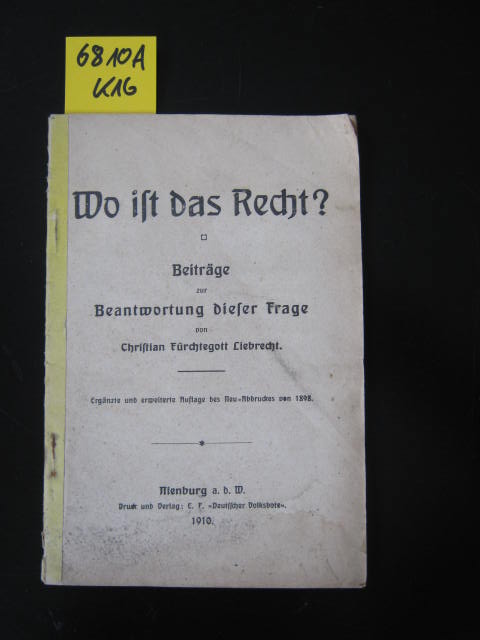 6810A
K16
Wo ist das Recht?
Beiträge
zur
Beantwortung dieser Frage
von
Christian Fürchtegott Liebrecht.
Ergänzte und erweiterte Auflage des Neu-Abdruckes von 1898.
Nienburg a. d. W.
Druck und Verlag: C. F. »Deutscher Volksbote«.
1910.